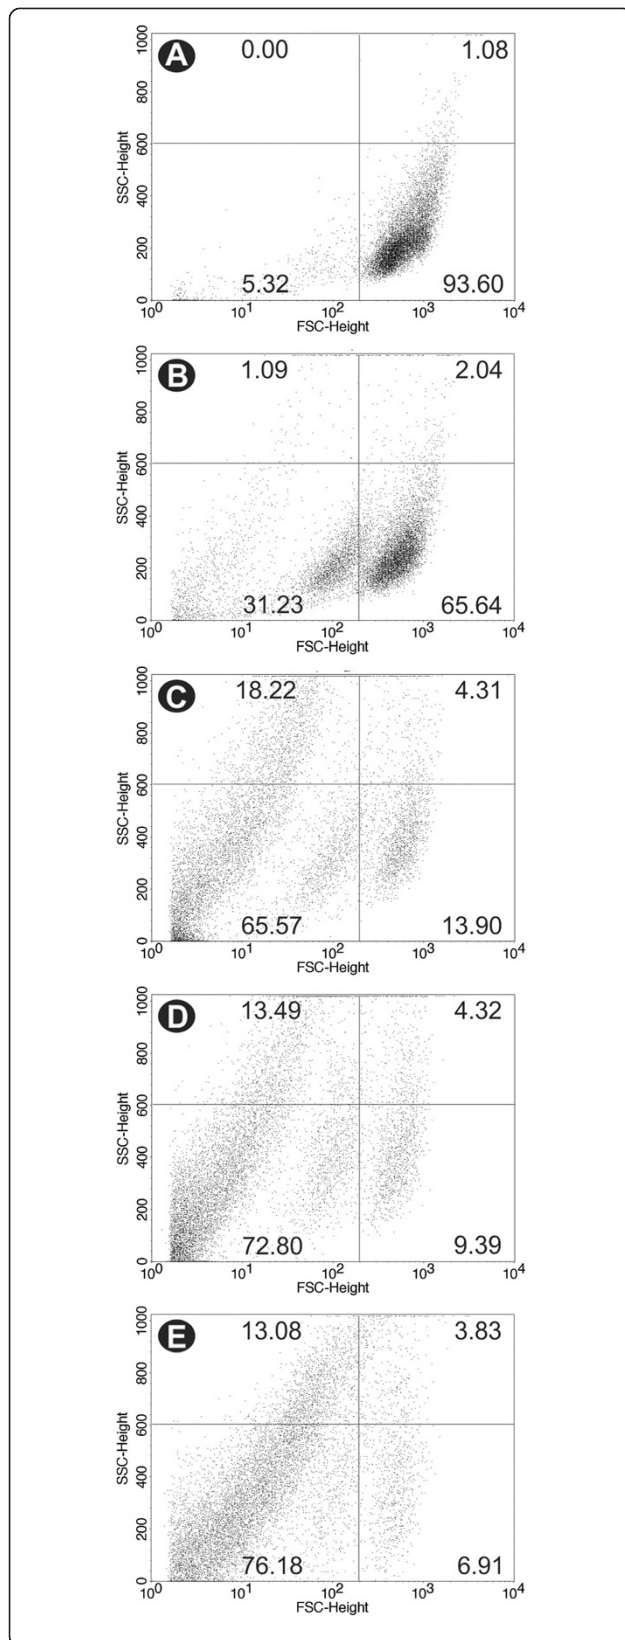 A 0.00 1.08
1000
800
600
400
200
0
SSC-Height
5.32 93.60
10^0 10^1 10^2 10^3 10^4
FSC-Height
B 1.09 2.04
1000
800
600
400
200
0
SSC-Height
31.23 65.64
10^0 10^1 10^2 10^3 10^4
FSC-Height
C 18.22 4.31
1000
800
600
400
200
0
SSC-Height
65.57 13.90
10^0 10^1 10^2 10^3 10^4
FSC-Height
D 13.49 4.32
1000
800
600
400
200
0
SSC-Height
72.80 9.39
10^0 10^1 10^2 10^3 10^4
FSC-Height
E 13.08 3.83
1000
800
600
400
200
0
SSC-Height
76.18 6.91
10^0 10^1 10^2 10^3 10^4
FSC-Height